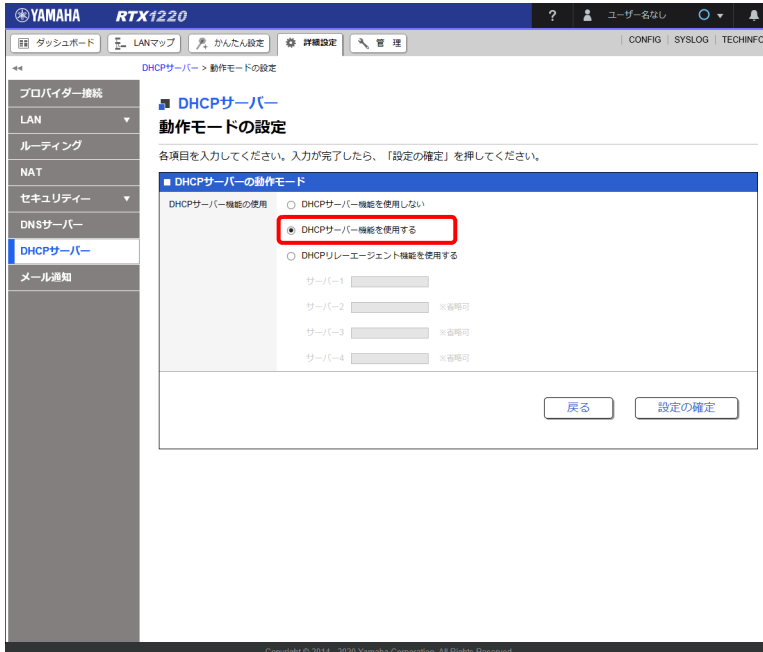 YAMAHA RTX1220 ? ユーザー名なし
ダッシュボード LANマップ かんたん設定 詳細設定 管 理 CONFIG SYSLOG TECHINFO
DHCPサーバー > 動作モードの設定
プロバイダー接続
LAN
ルーティング
NAT
セキュリティー
DNSサーバー
DHCPサーバー
メール通知
DHCPサーバー
動作モードの設定
各項目を入力してください。入力が完了したら、「設定の確定」を押してください。
■ DHCPサーバーの動作モード
DHCPサーバー機能の使用 DHCPサーバー機能を使用しない
DHCPサーバー機能を使用する
DHCPリレーエージェント機能を使用する
サーバー1
サーバー2 ※省略可
サーバー3 ※省略可
サーバー4 ※省略可
戻る 設定の確定
Copyright © 2014 - 2020 Yamaha Corporation. All Rights Reserved.